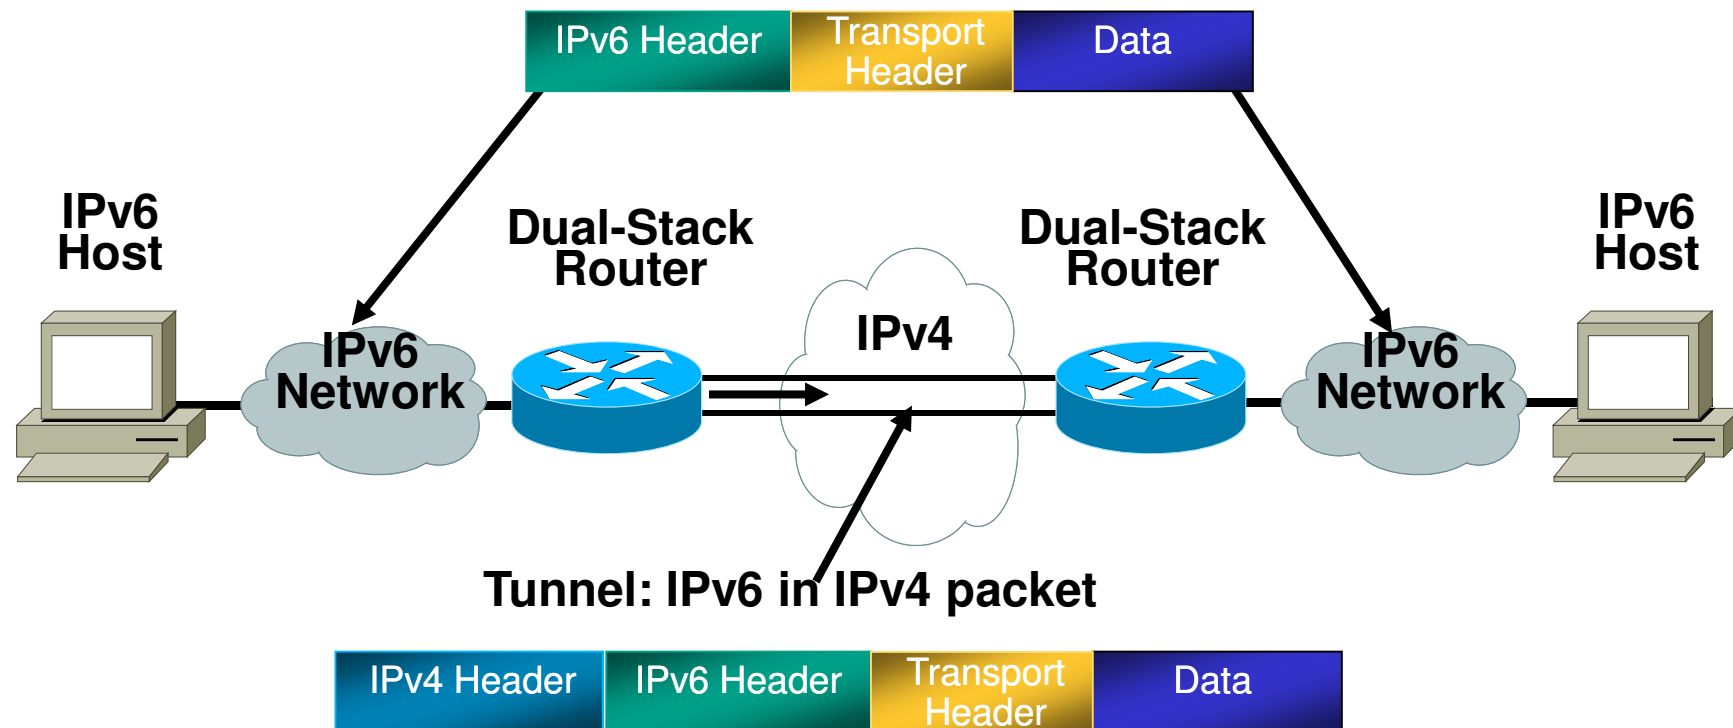 IPv6 Header
Transport
Header
Data
IPv6
Host
Dual-Stack
Router
Dual-Stack
Router
IPv6
Host
IPv4
IPv6
Network
IPv6
Network
Tunnel: IPv6 in IPv4 packet
IPv4 Header
IPv6 Header
Transport
Header
Data